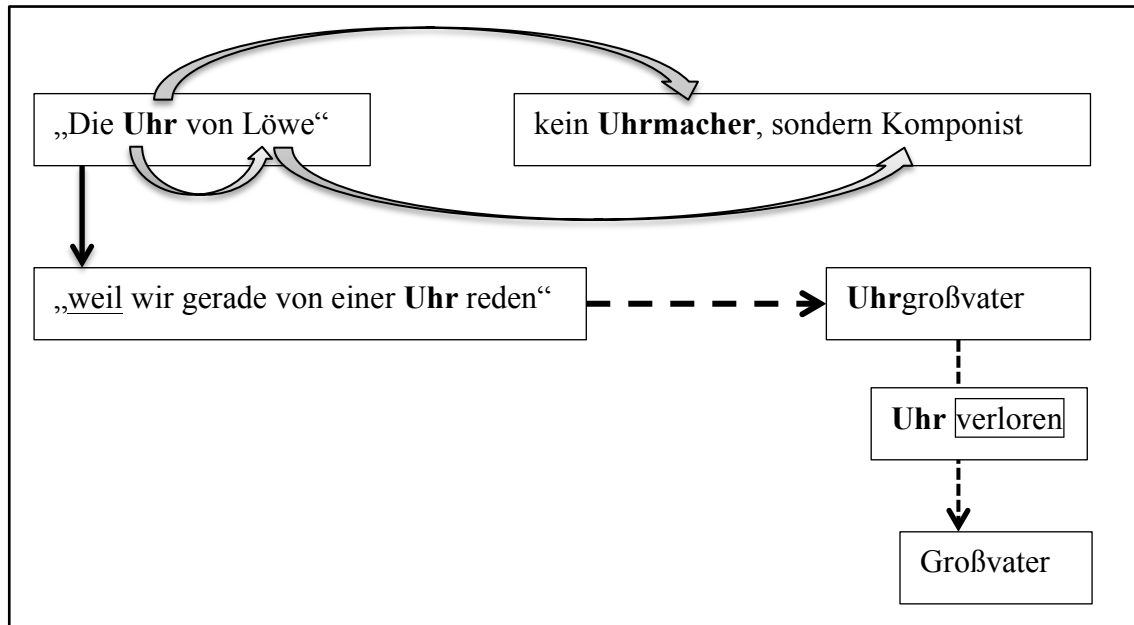 „Die Uhr von Löwe“
kein Uhrmacher, sondern Komponist
„weil wir gerade von einer Uhr reden“
Uhrgroßvater
Uhr verloren
Großvater